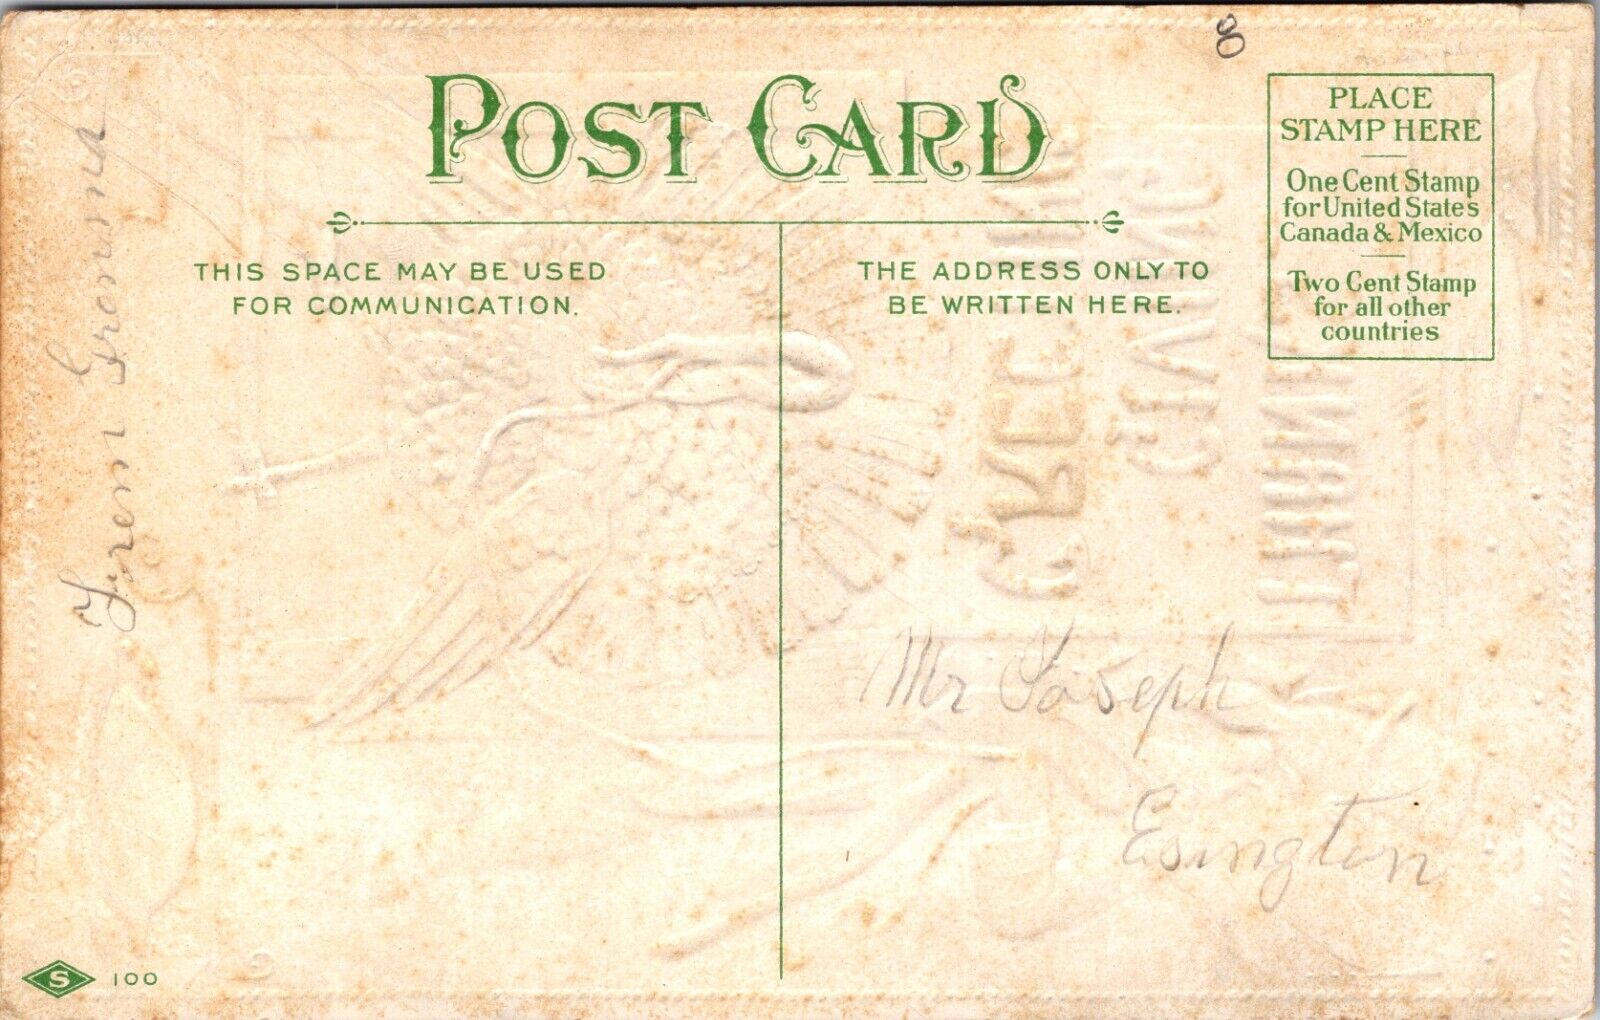 8
POST CARD
PLACE
STAMP HERE
One Cent Stamp
for United States
Canada & Mexico
Two Cent Stamp
for all other
countries
THIS SPACE MAY BE USED
FOR COMMUNICATION.
THE ADDRESS ONLY TO
BE WRITTEN HERE.
From Gronma
Mr Joseph
Esington
S 100